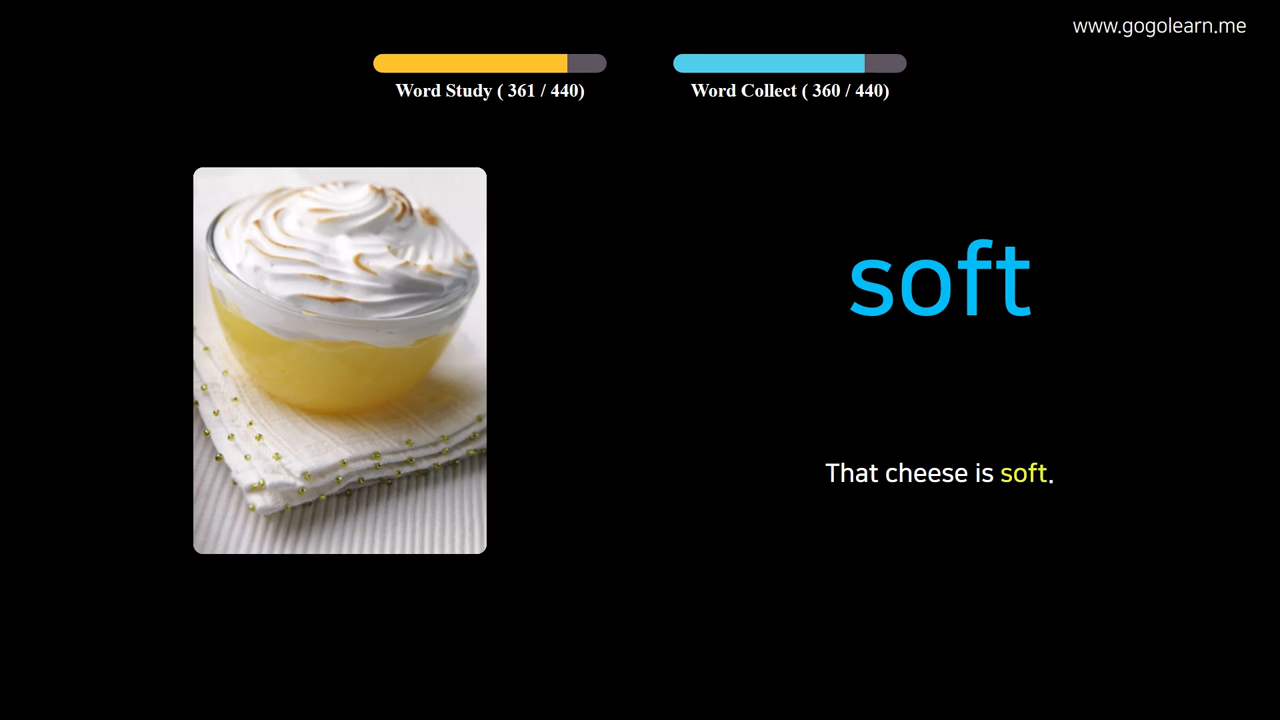 www.gogolearn.me
Word Study ( 361 / 440)
Word Collect ( 360 / 440)
soft
That cheese is soft.